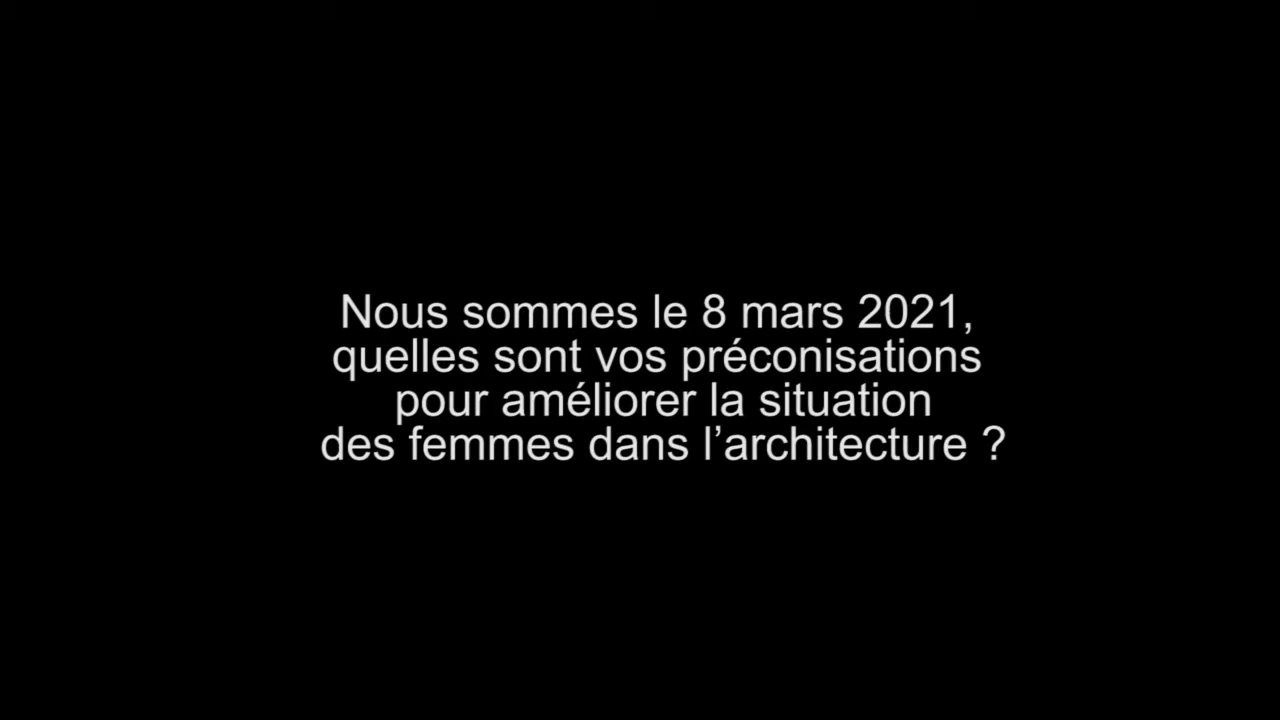 Nous sommes le 8 mars 2021,
quelles sont vos préconisations
pour améliorer la situation
des femmes dans l’architecture ?